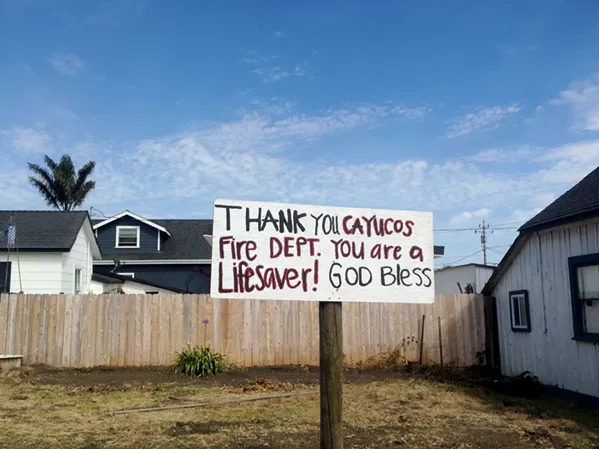 THANK YOU CAYUCOS
Fire DEPT. YOU are a
Lifesaver! GOD Bless